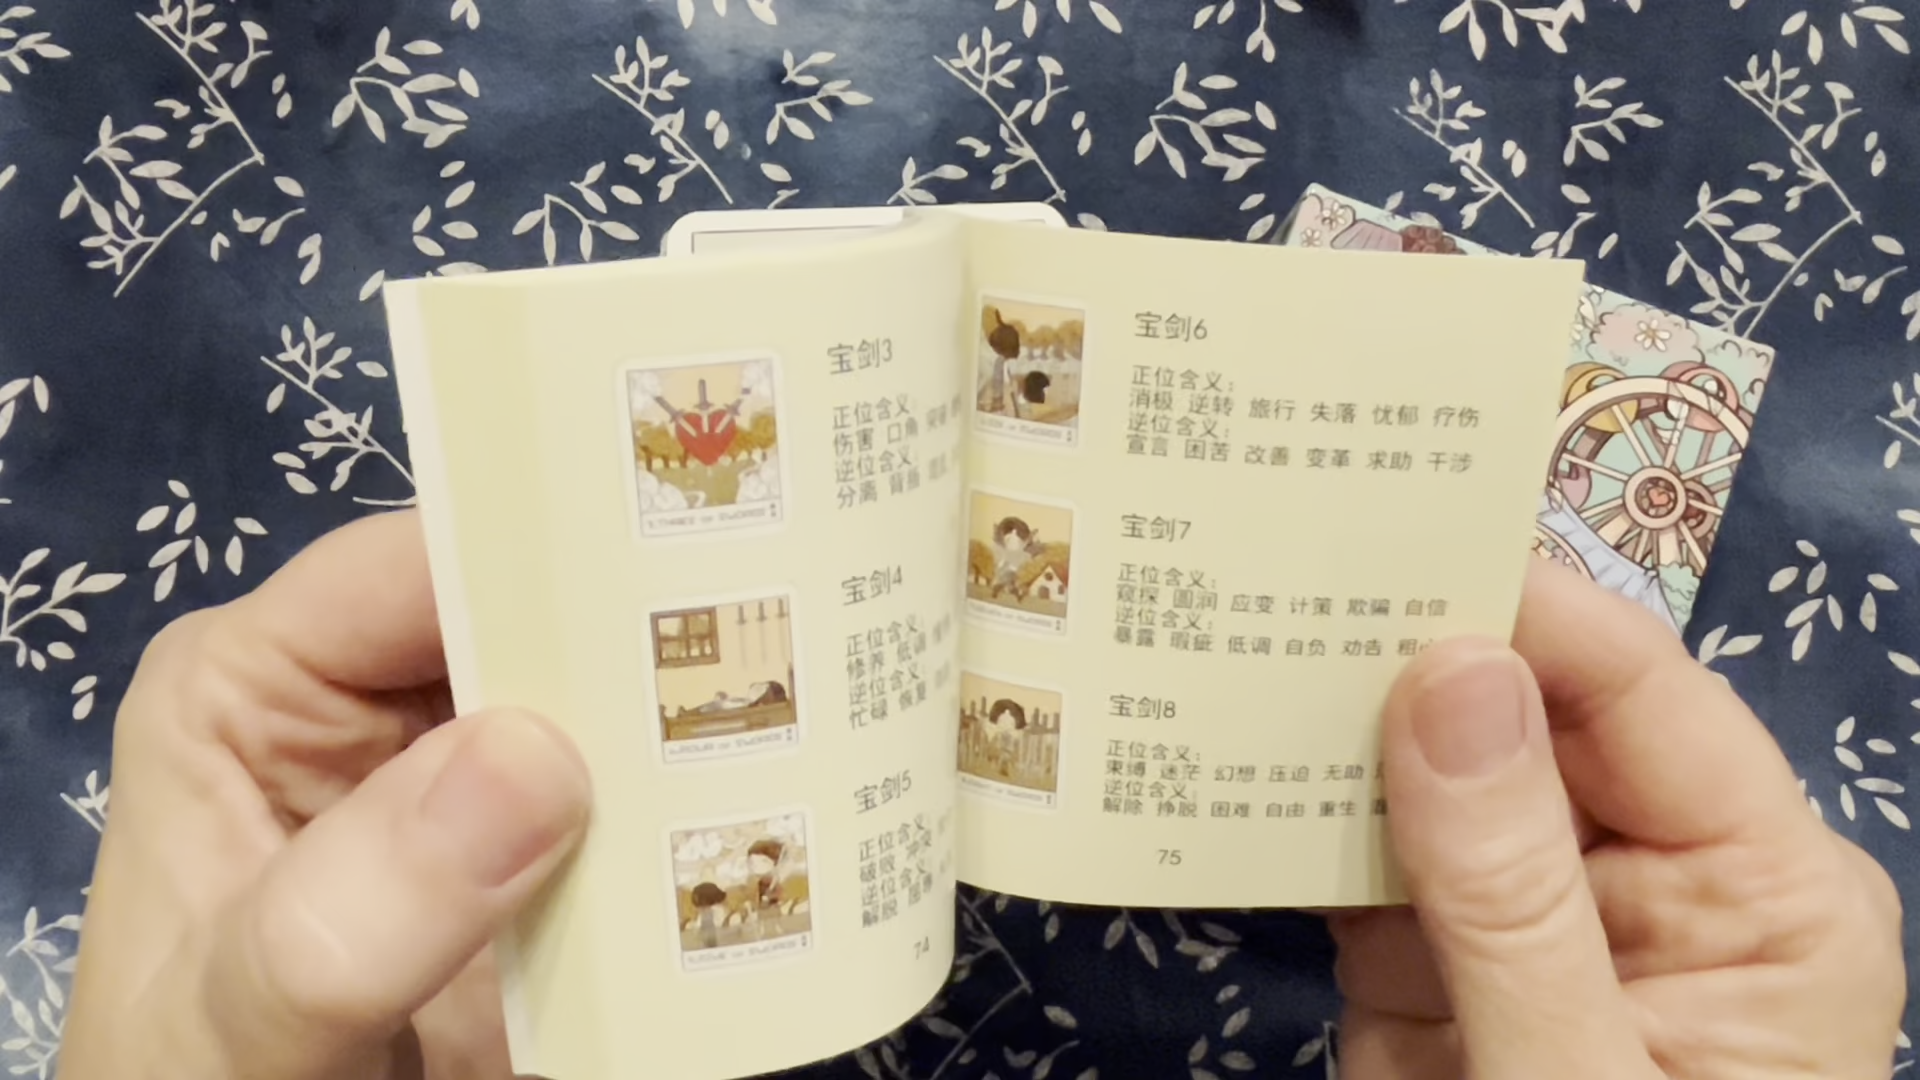 宝剑3
正位含义:
伤害 口角
逆位含义:
分离 背叛
宝剑4
正位含义:
修养 低调
逆位含义:
忙碌 恢复
宝剑5
正位含义:
破败 冲突
逆位含义:
解脱 屈辱
74
宝剑6
正位含义:
消极 逆转 旅行 失落 忧郁 疗伤
逆位含义:
宣言 困苦 改善 变革 求助 干涉
宝剑7
正位含义:
窥探 圆润 应变 计策 欺骗 自信
逆位含义:
暴露 瑕疵 低调 自负 劝告
宝剑8
正位含义:
束缚 迷茫 幻想 压迫 无助
逆位含义:
解除 挣脱 困难 自由 重生
75